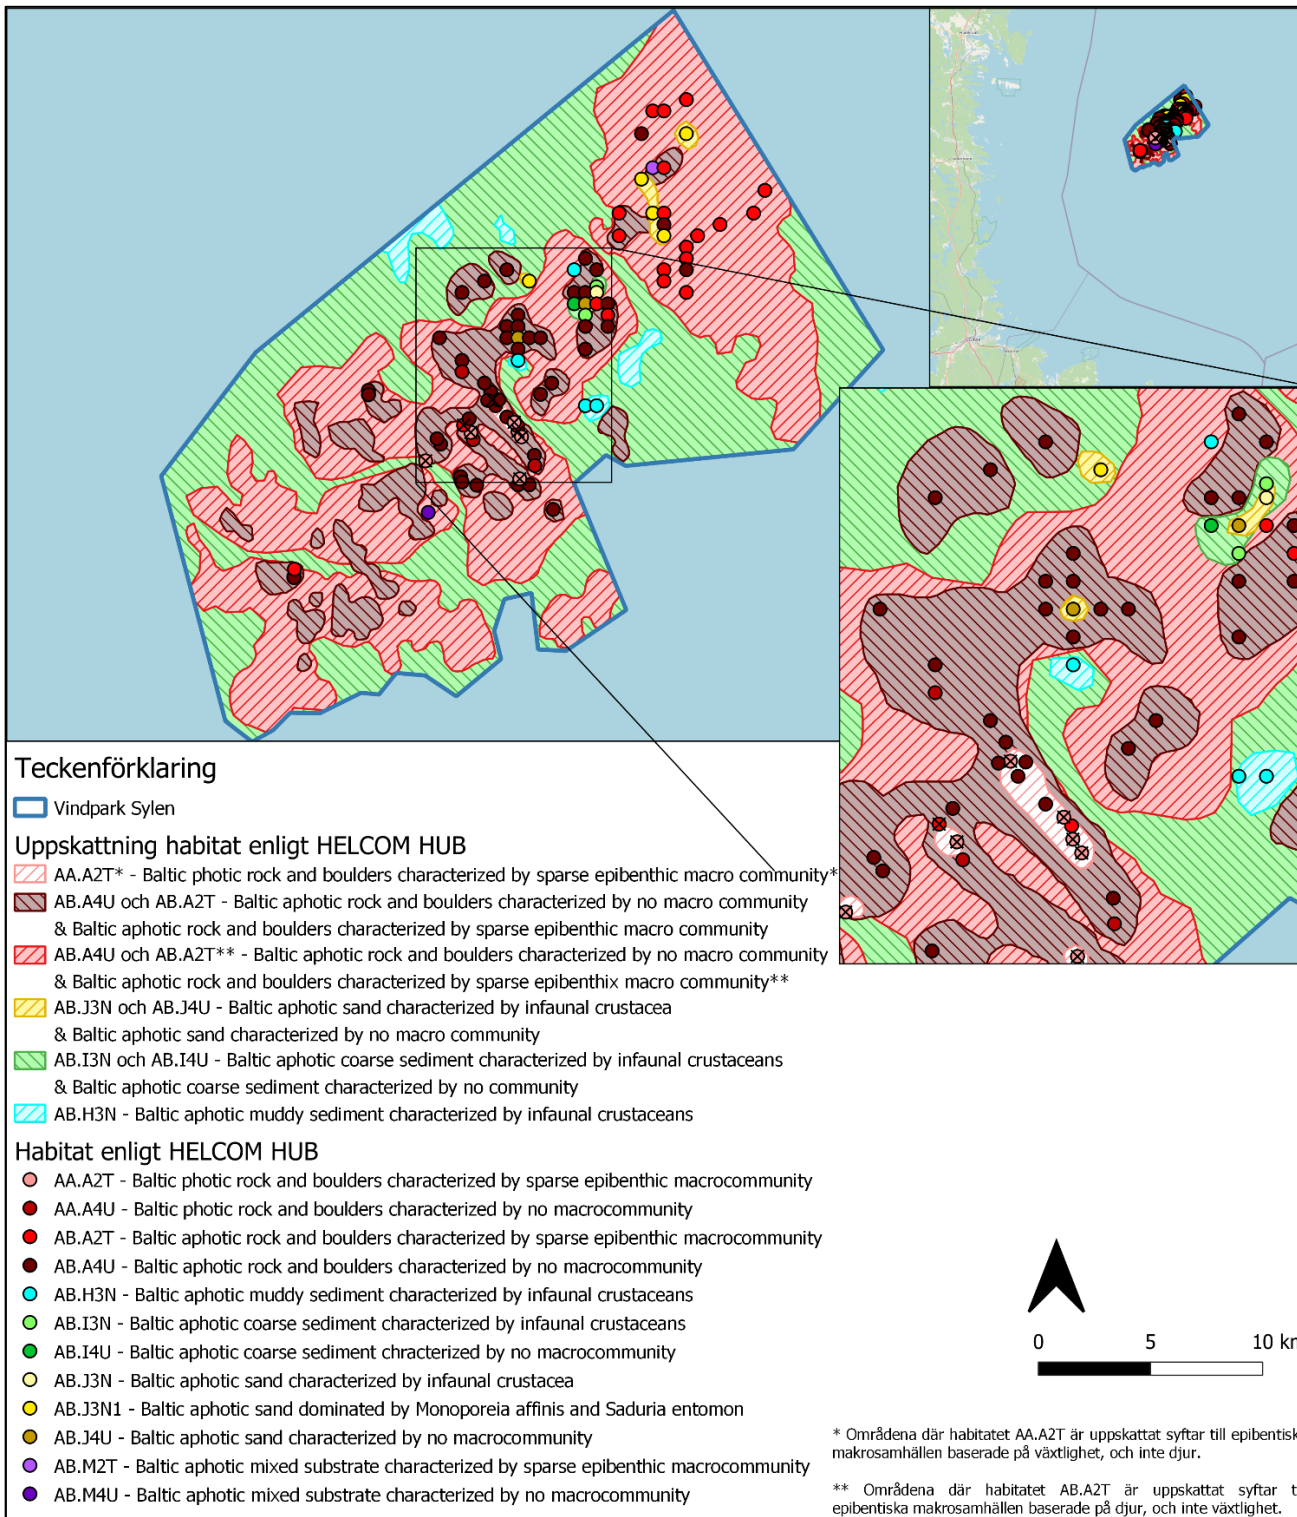 Teckenförklaring
Vindpark Sylen
Uppskattning habitat enligt HELCOM HUB
AA.A2T* - Baltic photic rock and boulders characterized by sparse epibenthic macro community*
AB.A4U och AB.A2T - Baltic aphotic rock and boulders characterized by no macro community
& Baltic aphotic rock and boulders characterized by sparse epibenthic macro community
AB.A4U och AB.A2T** - Baltic aphotic rock and boulders characterized by no macro community
& Baltic aphotic rock and boulders characterized by sparse epibenthix macro community**
AB.J3N och AB.J4U - Baltic aphotic sand characterized by infaunal crustacea
& Baltic aphotic sand characterized by no macro community
AB.I3N och AB.I4U - Baltic aphotic coarse sediment characterized by infaunal crustaceans
& Baltic aphotic coarse sediment characterized by no community
AB.H3N - Baltic aphotic muddy sediment characterized by infaunal crustaceans
Habitat enligt HELCOM HUB
AA.A2T - Baltic photic rock and boulders characterized by sparse epibenthic macrocommunity
AA.A4U - Baltic photic rock and boulders characterized by no macrocommunity
AB.A2T - Baltic aphotic rock and boulders characterized by sparse epibenthic macrocommunity
AB.A4U - Baltic aphotic rock and boulders characterized by no macrocommunity
AB.H3N - Baltic aphotic muddy sediment characterized by infaunal crustaceans
AB.I3N - Baltic aphotic coarse sediment characterized by infaunal crustaceans
AB.I4U - Baltic aphotic coarse sediment chracterized by no macrocommunity
AB.J3N - Baltic aphotic sand characterized by infaunal crustacea
AB.J3N1 - Baltic aphotic sand dominated by Monoporeia affinis and Saduria entomon
AB.J4U - Baltic aphotic sand characterized by no macrocommunity
AB.M2T - Baltic aphotic mixed substrate characterized by sparse epibenthic macrocommunity
AB.M4U - Baltic aphotic mixed substrate characterized by no macrocommunity
0 5 10 km
* Områdena där habitatet AA.A2T är uppskattat syftar till epibentisk
makrosamhällen baserade på växtlighet, och inte djur.
** Områdena där habitatet AB.A2T är uppskattat syftar t
epibentiska makrosamhällen baserade på djur, och inte växtlighet.